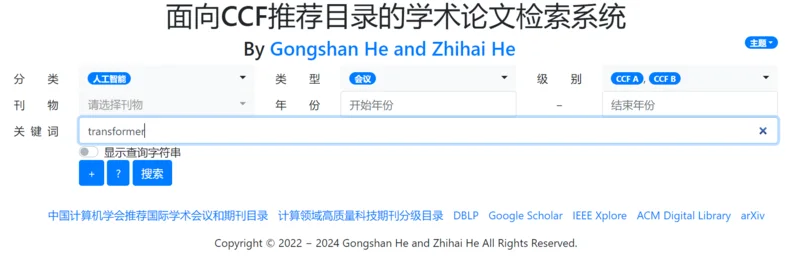 面向CCF推荐目录的学术论文检索系统
By Gongshan He and Zhihai He
主题
分 类 人工智能 类 型 会议 级 别 CCF A, CCF B
刊 物 请选择刊物 年 份 开始年份 – 结束年份
关 键 词 transformer ×
显示查询字符串
+ ? 搜索
中国计算机学会推荐国际学术会议和期刊目录 计算领域高质量科技期刊分级目录 DBLP Google Scholar IEEE Xplore ACM Digital Library arXiv
Copyright © 2022 – 2024 Gongshan He and Zhihai He All Rights Reserved.